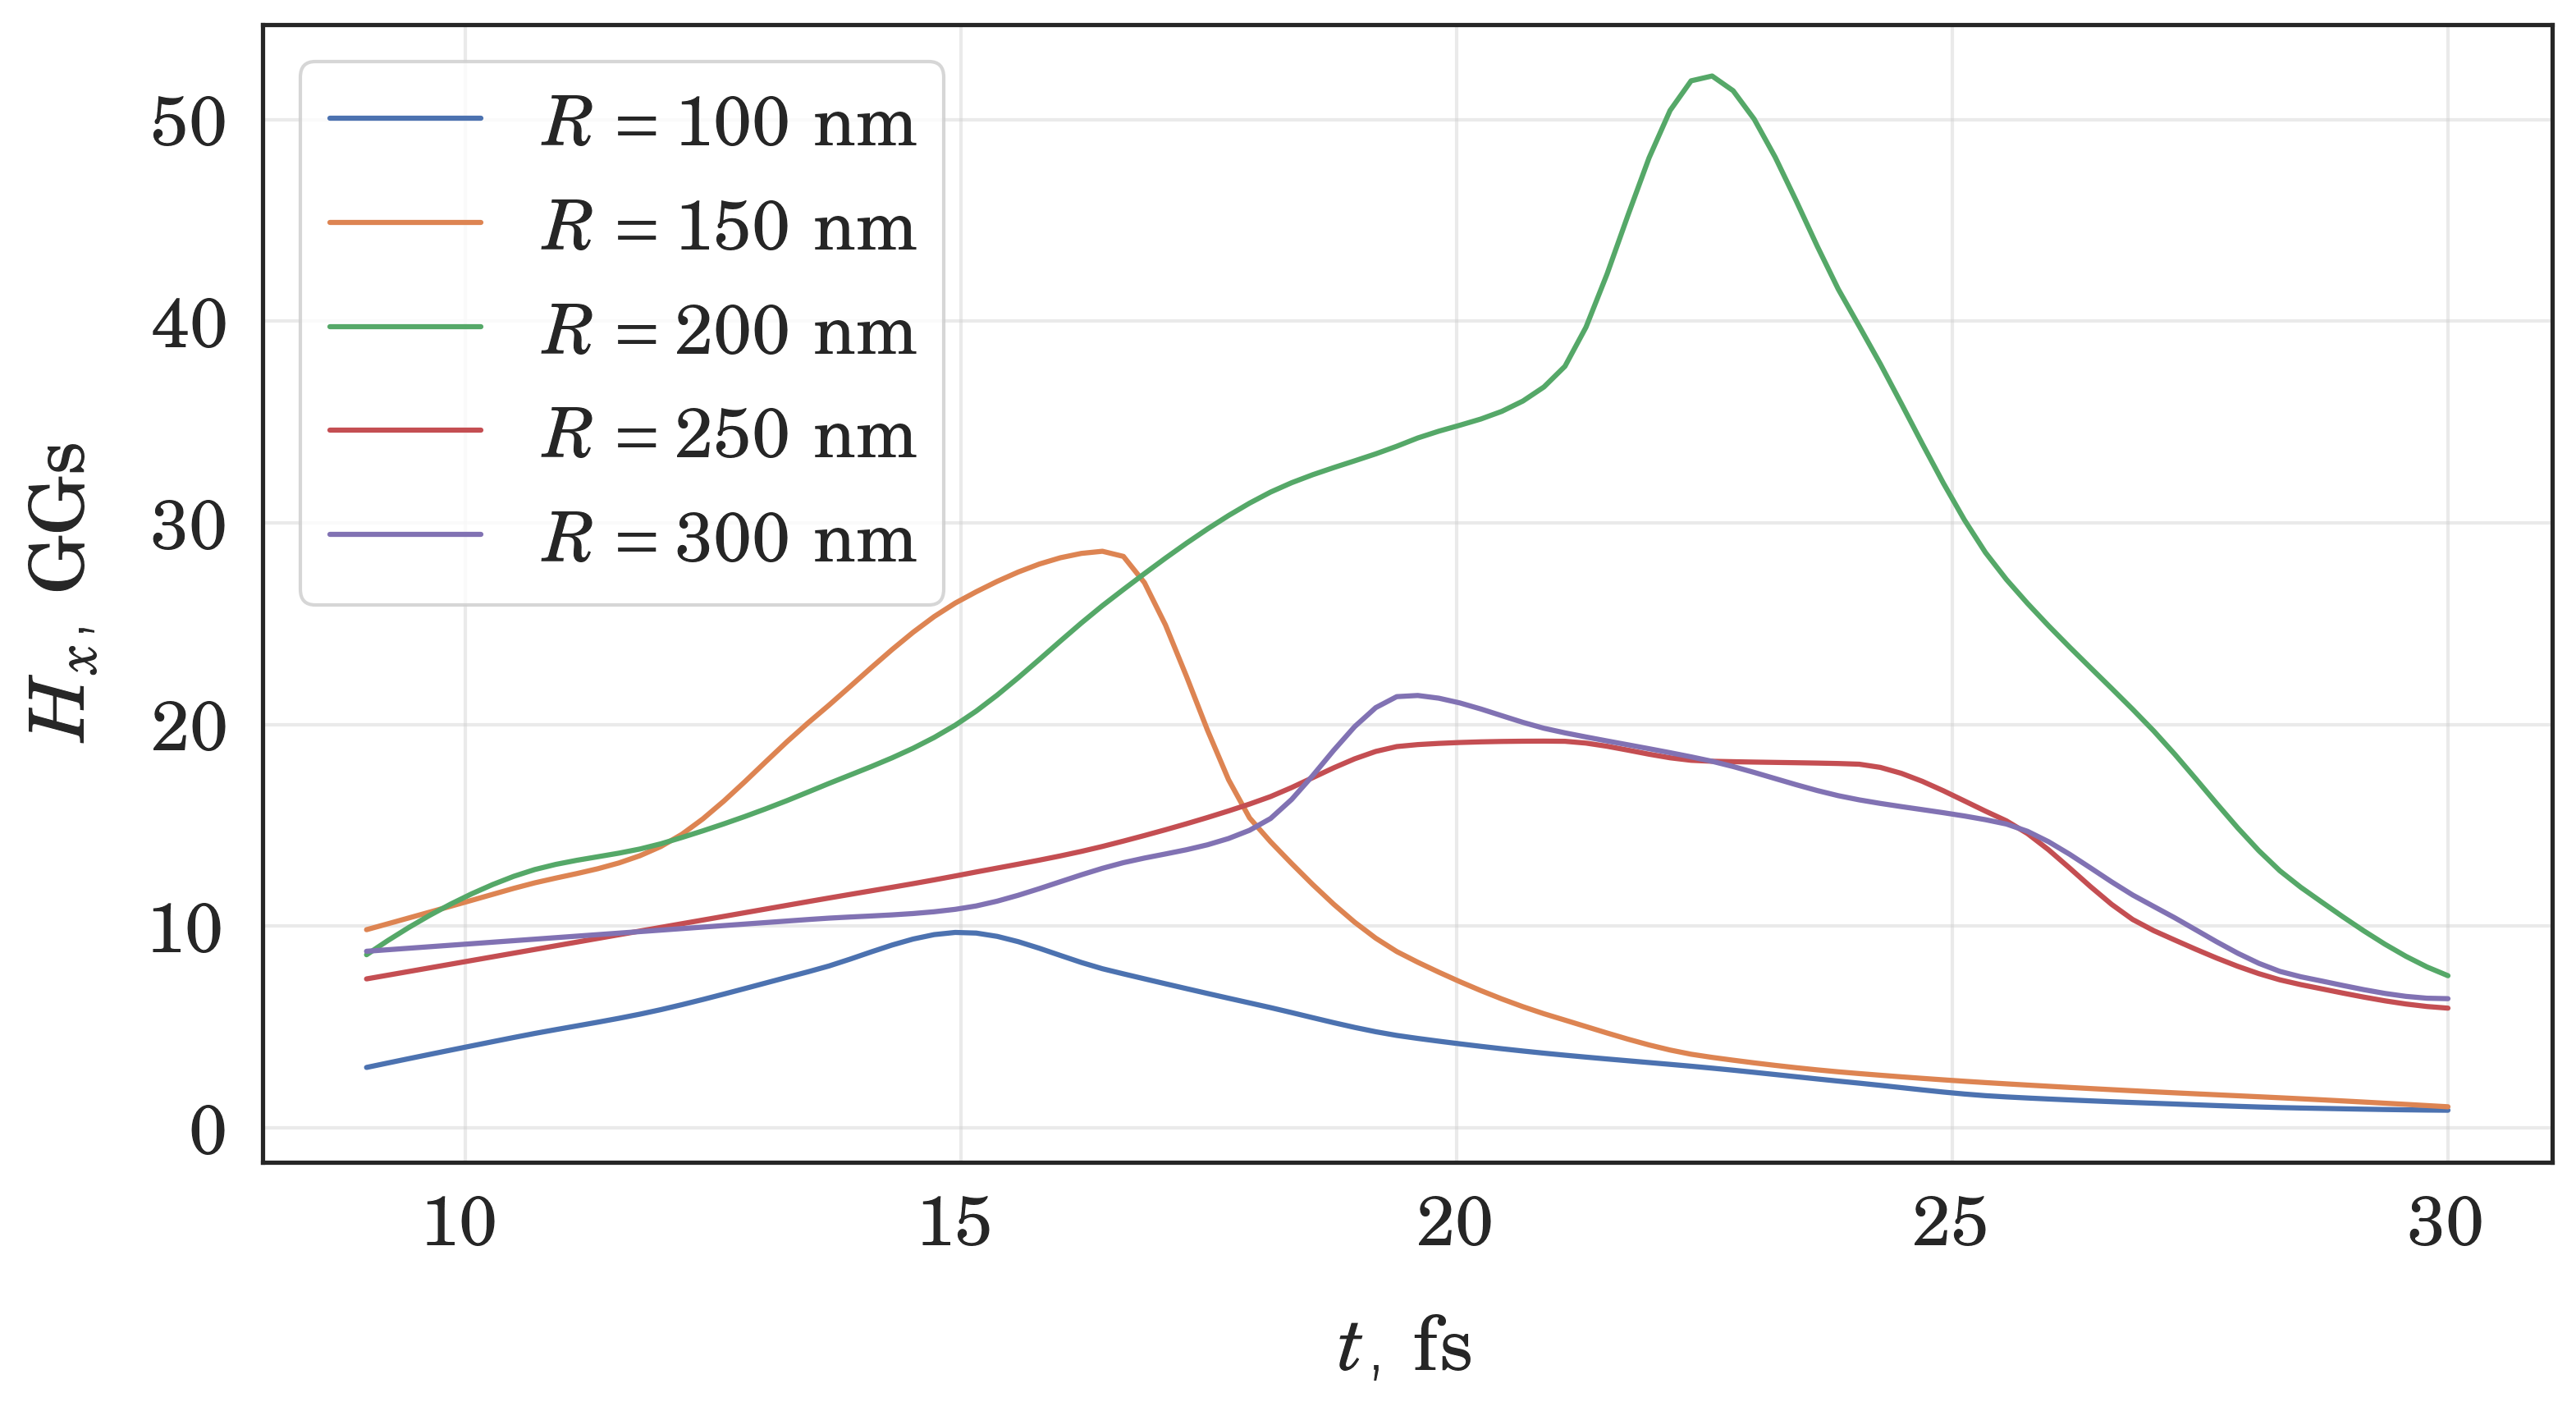 50
40
30
20
10
0
H_x, GGs
R = 100 nm
R = 150 nm
R = 200 nm
R = 250 nm
R = 300 nm
10 15 20 25 30
t, fs